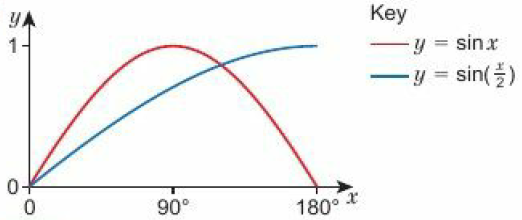 y
1
0
0 90° 180° x
Key
y = sin x
y = sin(x/2)